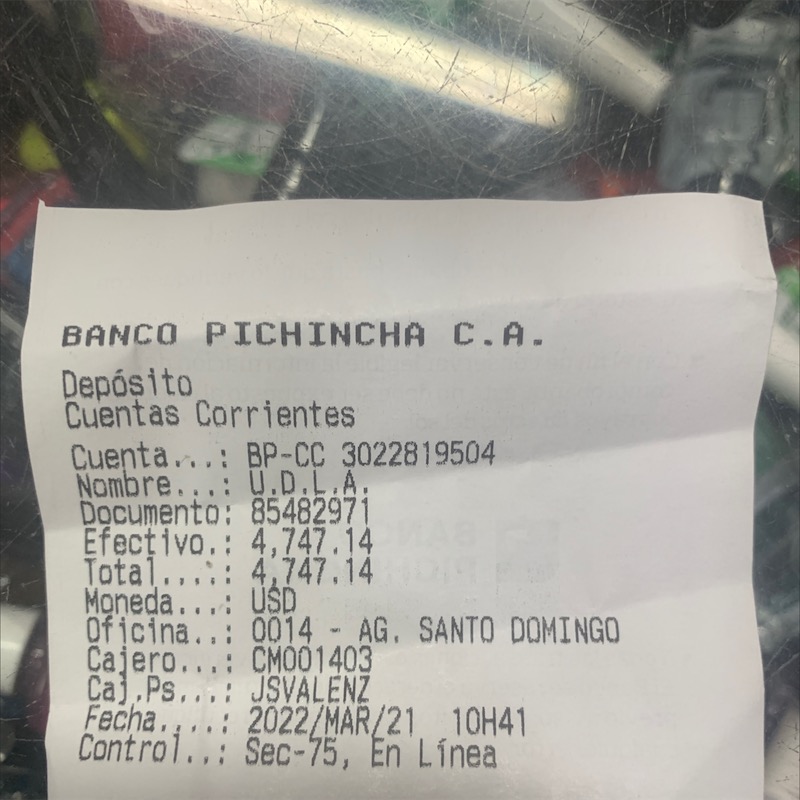 BANCO PICHINCHA C.A.
Depósito
Cuentas Corrientes
Cuenta...: BP-CC 3022819504
Nombre...: U.D.L.A.
Documento: 85482971
Efectivo.: 4,747.14
Total....: 4,747.14
Moneda...: USD
Oficina..: 0014 - AG. SANTO DOMINGO
Cajero...: CM001403
Caj.Ps...: JSVALENZ
Fecha....: 2022/MAR/21 10H41
Control..: Sec-75, En Línea